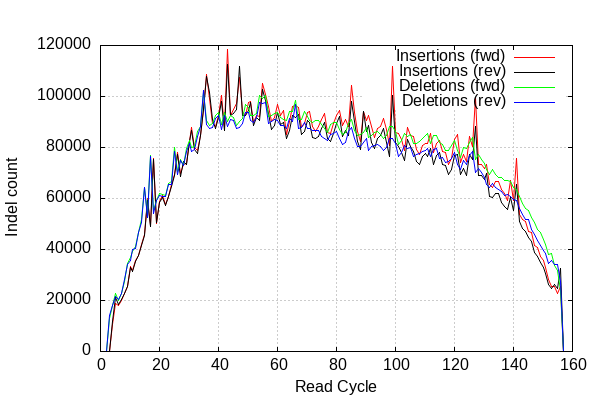 120000
100000
80000
60000
40000
20000
0
Indel count
Insertions (fwd)
Insertions (rev)
Deletions (fwd)
Deletions (rev)
0 20 40 60 80 100 120 140 160
Read Cycle